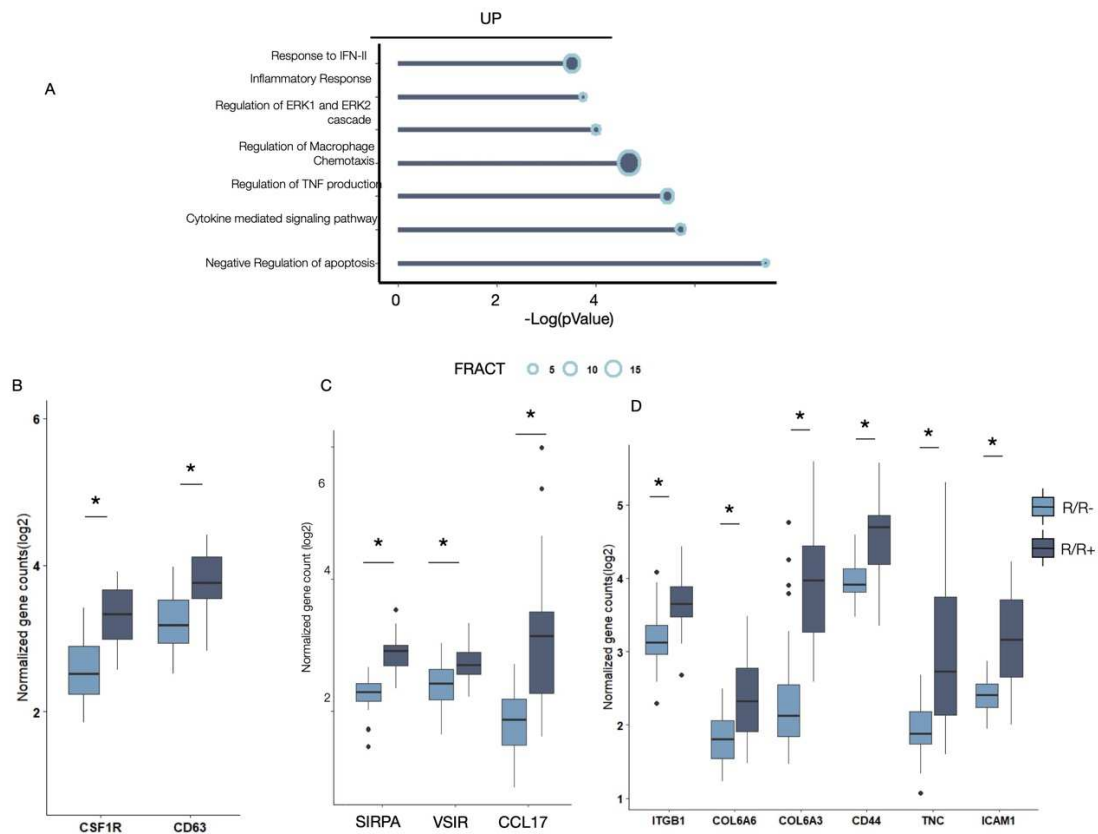 UP
A
Response to IFN-II
Inflammatory Response
Regulation of ERK1 and ERK2
cascade
Regulation of Macrophage
Chemotaxis
Regulation of TNF production
Cytokine mediated signaling pathway
Negative Regulation of apoptosis
0 2 4
-Log(pValue)
FRACT 5 10 15
B
Normalized gene counts(log2)
6
4
2
* *
CSF1R CD63
C
Normalized gene count (log2)
6
4
2
* * *
SIRPA VSIR CCL17
D
Normalized gene counts(log2)
5
4
3
2
1
* * * * * *
ITGB1 COL6A6 COL6A3 CD44 TNC ICAM1
R/R-
R/R+